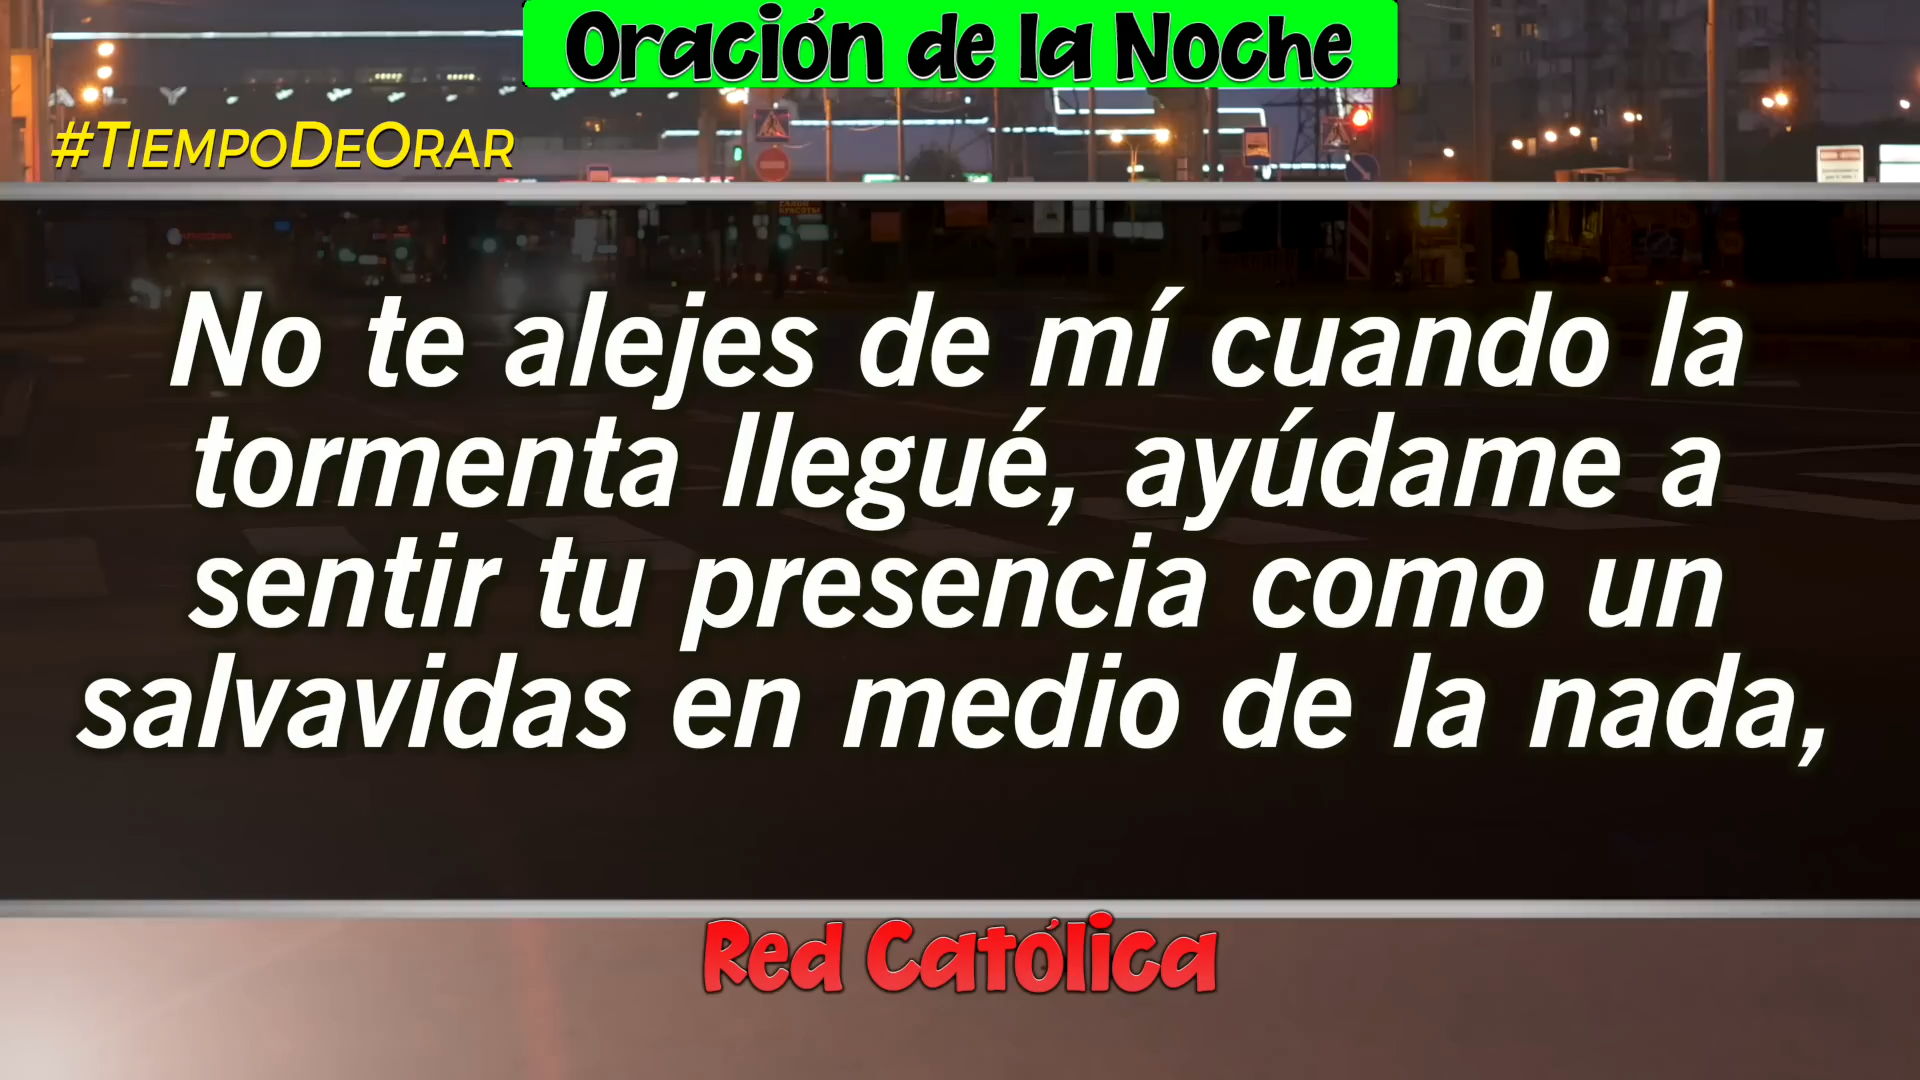 Oración de la Noche
#TiempoDeOrar
No te alejes de mí cuando la
tormenta llegué, ayúdame a
sentir tu presencia como un
salvavidas en medio de la nada,
Red Católica